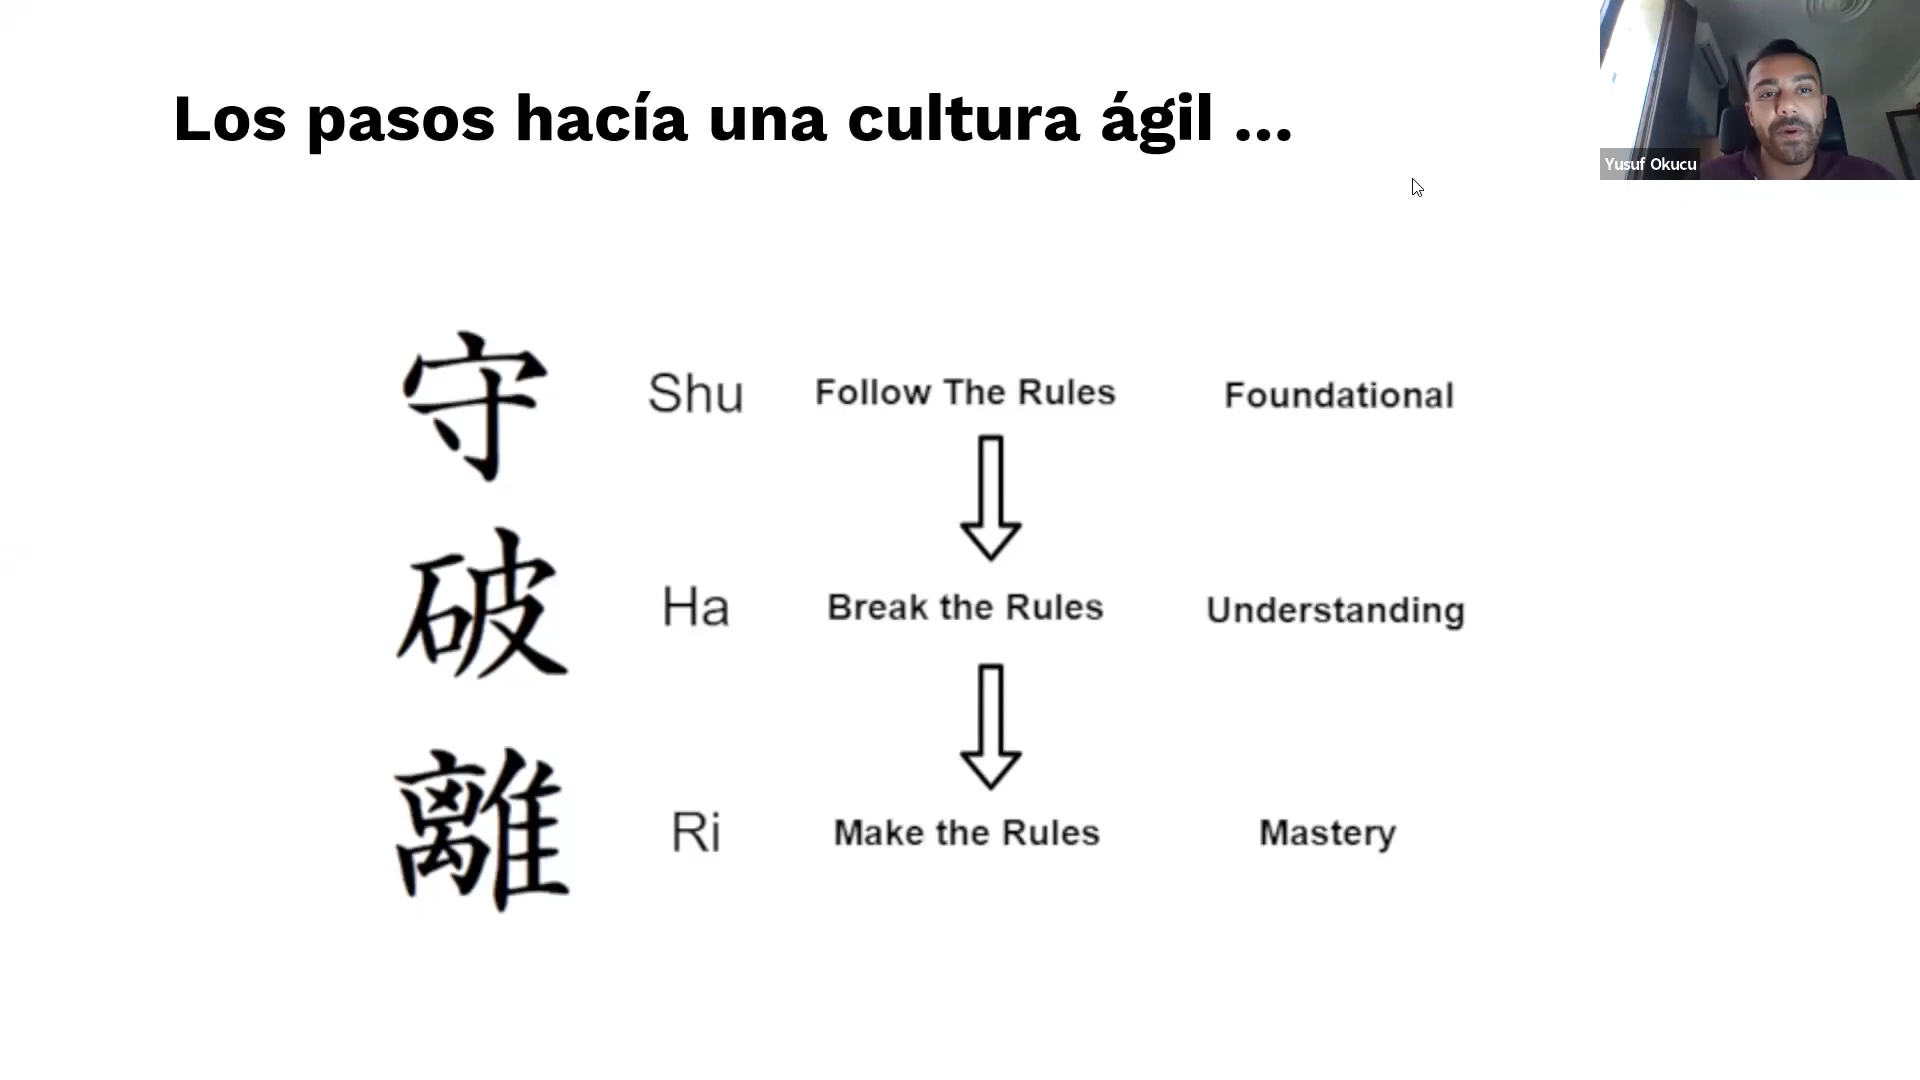 Los pasos hacía una cultura ágil ...
Yusuf Okucu
守 Shu Follow The Rules Foundational
破 Ha Break the Rules Understanding
離 Ri Make the Rules Mastery